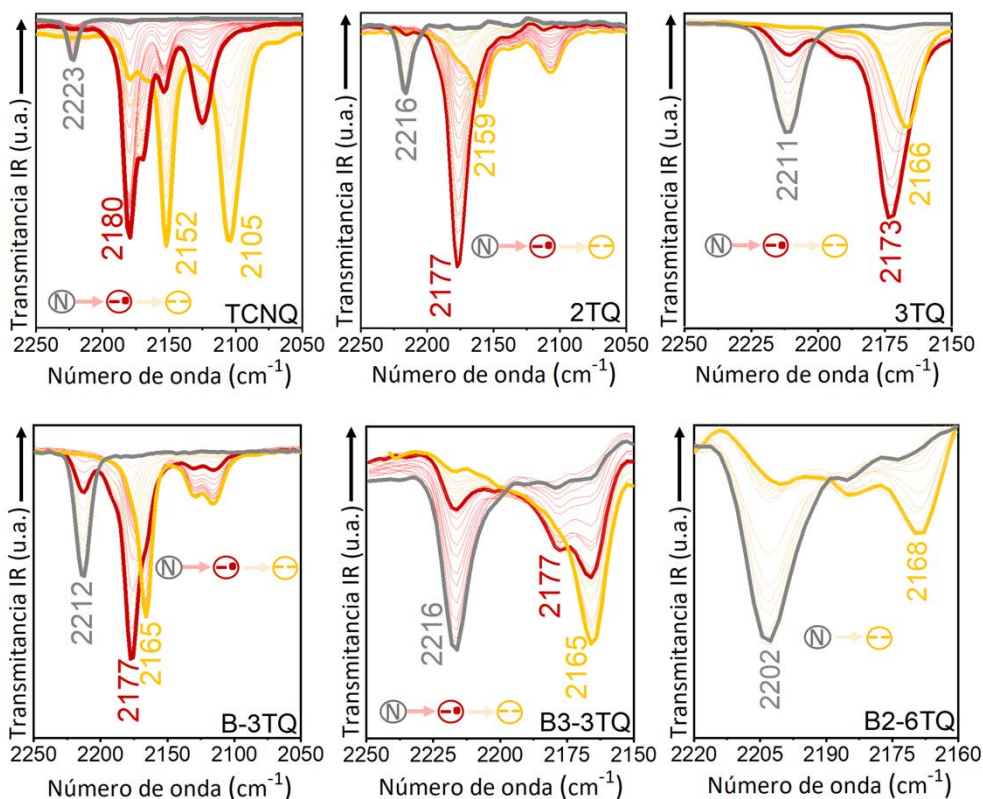 Transmitancia IR (u.a.)
2223
2180
2152
2105
N
TCNQ
2250 2200 2150 2100 2050
Número de onda (cm⁻¹)
Transmitancia IR (u.a.)
2216
2177
2159
N
2TQ
2250 2200 2150 2100 2050
Número de onda (cm⁻¹)
Transmitancia IR (u.a.)
2211
2173
2166
N
3TQ
2250 2225 2200 2175 2150
Número de onda (cm⁻¹)
Transmitancia IR (u.a.)
2212
2177
2165
N
B-3TQ
2250 2200 2150 2100 2050
Número de onda (cm⁻¹)
Transmitancia IR (u.a.)
2216
2177
2165
N
B3-3TQ
2250 2225 2200 2175 2150
Número de onda (cm⁻¹)
Transmitancia IR (u.a.)
2202
2168
N
B2-6TQ
2220 2205 2190 2175 2160
Número de onda (cm⁻¹)